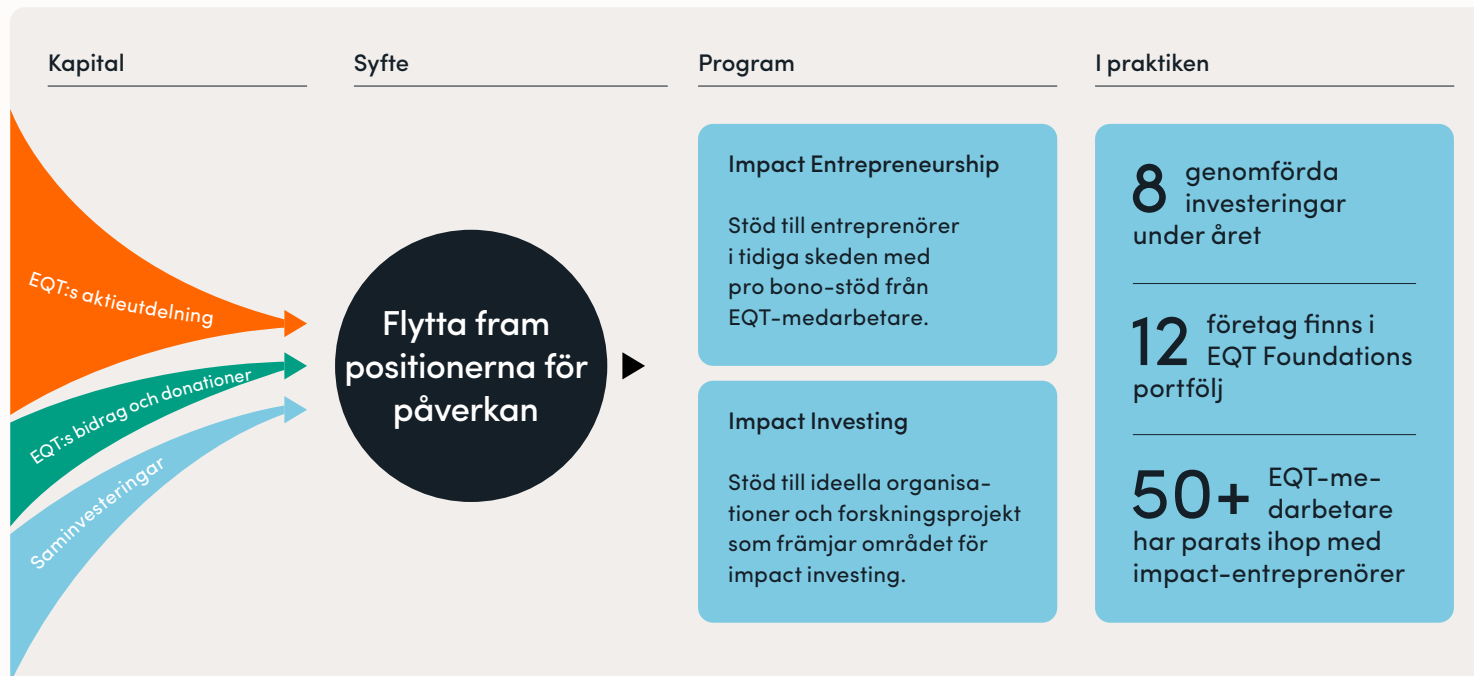 Kapital
Syfte
Program
I praktiken
EQT:s aktieutdelning
EQT:s bidrag och donationer
Saminvesteringar
Flytta fram
positionerna för
påverkan
Impact Entrepreneurship
Stöd till entreprenörer
i tidiga skeden med
pro bono-stöd från
EQT-medarbetare.
Impact Investing
Stöd till ideella organisa-
tioner och forskningsprojekt
som främjar området för
impact investing.
8 genomförda
investeringar
under året
12 företag finns i
EQT Foundations
portfölj
50+ EQT-me-
darbetare
har parats ihop med
impact-entreprenörer